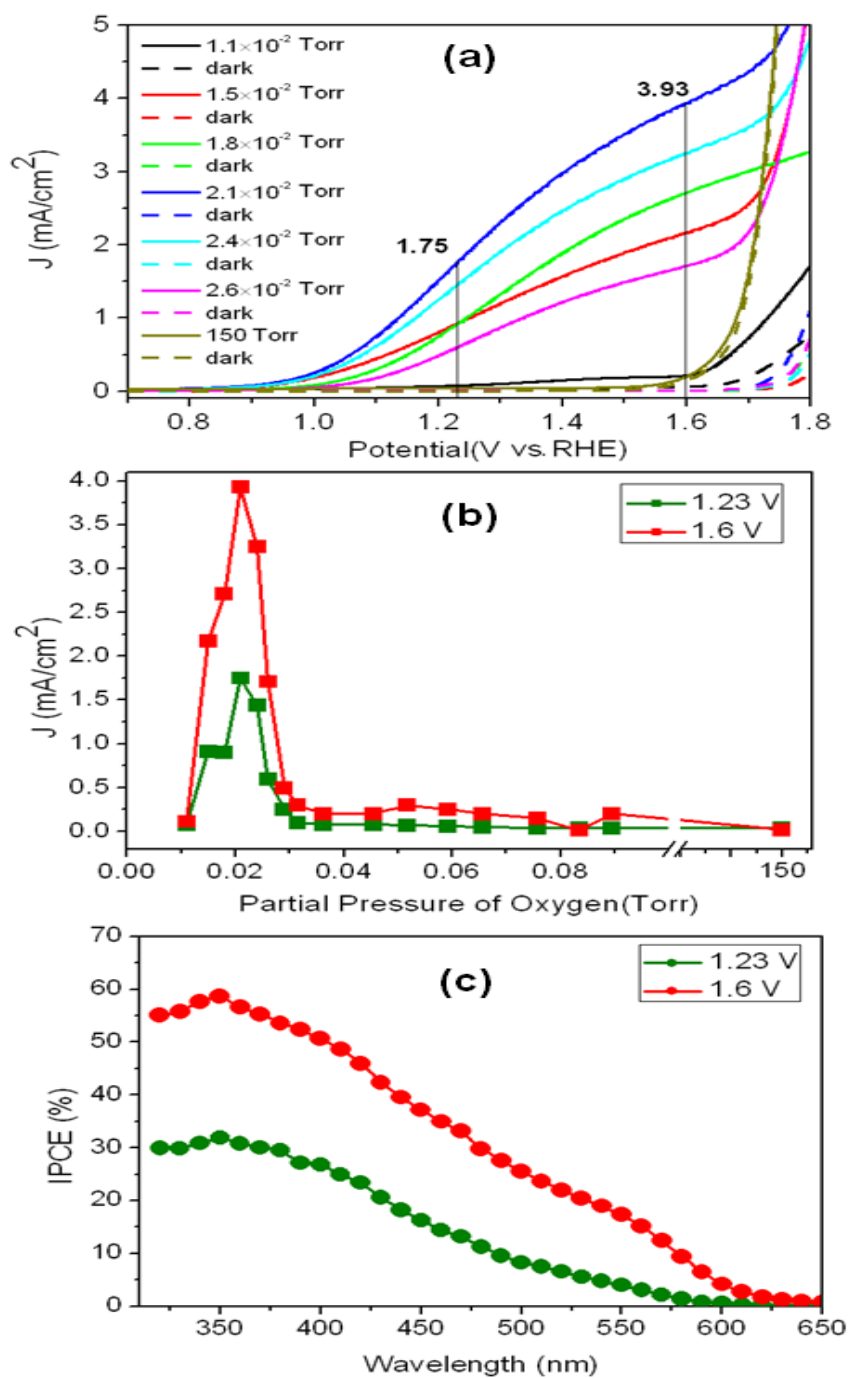 (a)
1.1×10⁻² Torr
dark
1.5×10⁻² Torr
dark
1.8×10⁻² Torr
dark
2.1×10⁻² Torr
dark
2.4×10⁻² Torr
dark
2.6×10⁻² Torr
dark
150 Torr
dark
1.75
3.93
5
4
3
2
1
0
J (mA/cm²)
0.8 1.0 1.2 1.4 1.6 1.8
Potential(V vs. RHE)
(b)
1.23 V
1.6 V
4.0
3.5
3.0
2.5
2.0
1.5
1.0
0.5
0.0
J (mA/cm²)
0.00 0.02 0.04 0.06 0.08 150
Partial Pressure of Oxygen(Torr)
(c)
1.23 V
1.6 V
70
60
50
40
30
20
10
0
IPCE (%)
350 400 450 500 550 600 650
Wavelength (nm)